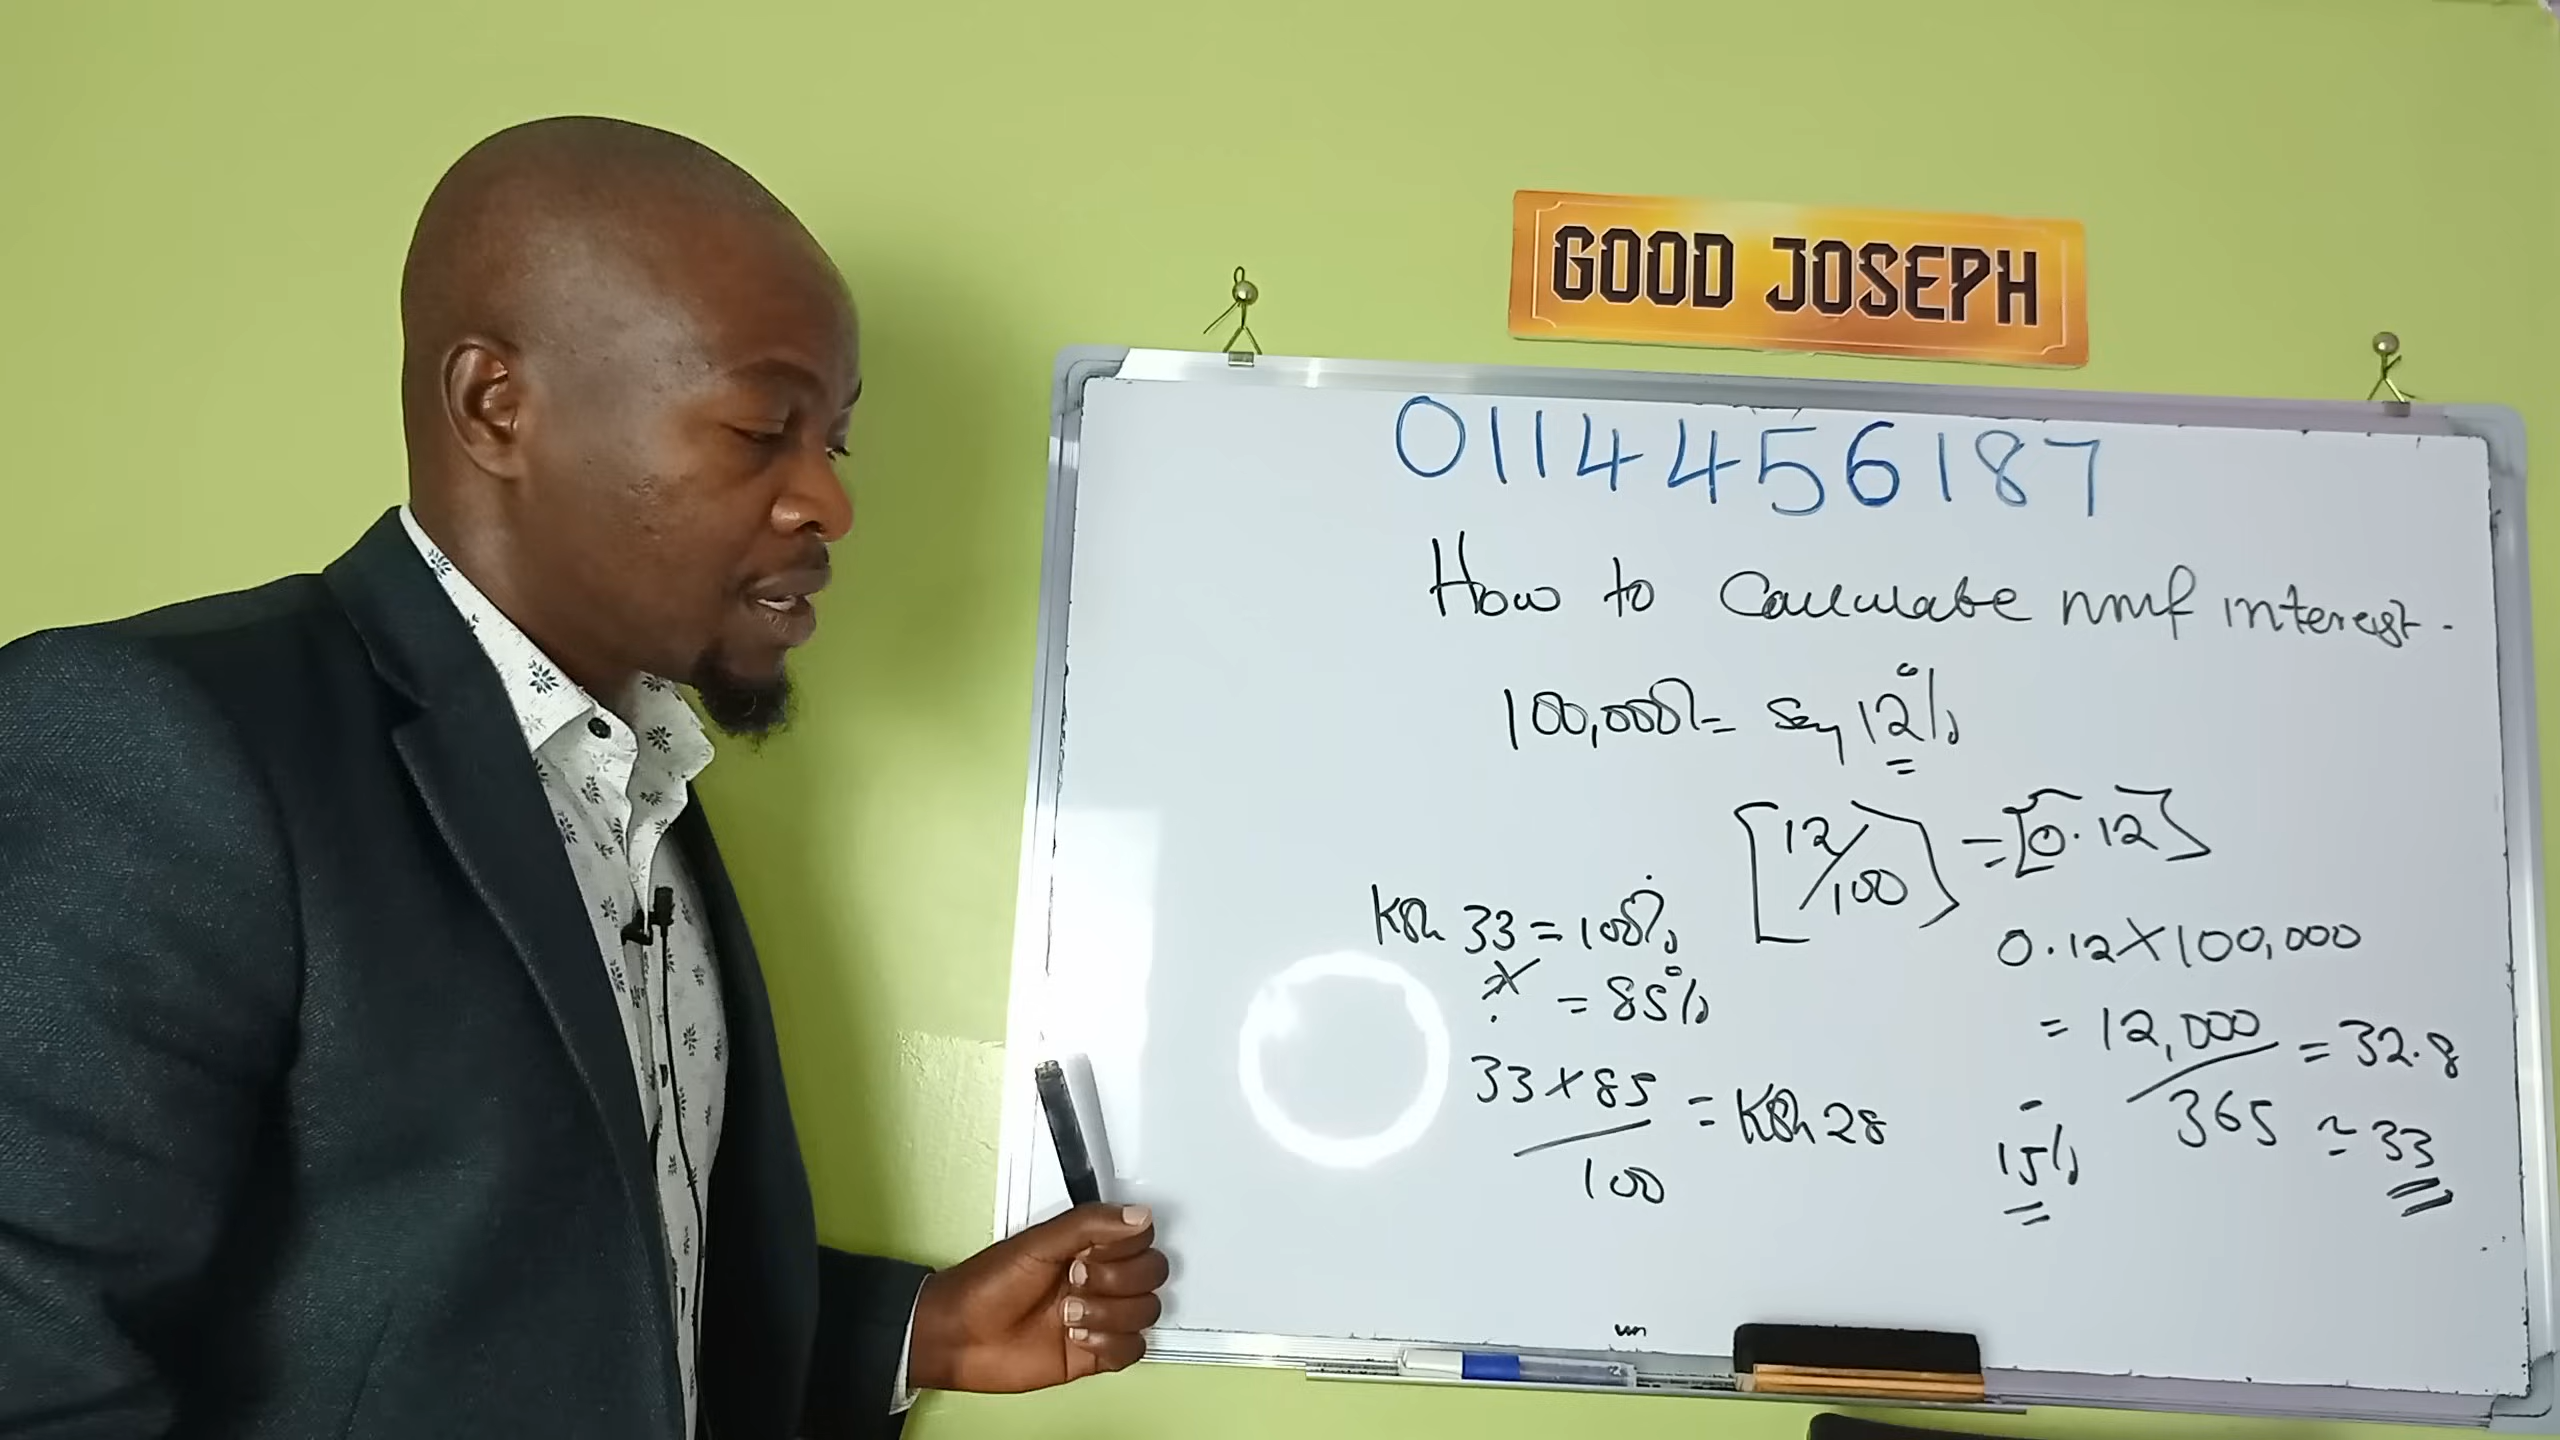 GOOD JOSEPH
0114456187
How to Calculate mmf interest.
100,000/= Say 12%
[12/100] = [0.12]
0.12 X 100,000
= 12,000/365 = 32.8
≈ 33
- 15%
Ksh 33 = 100%
? X = 85%
33 x 85/100 = Ksh 28